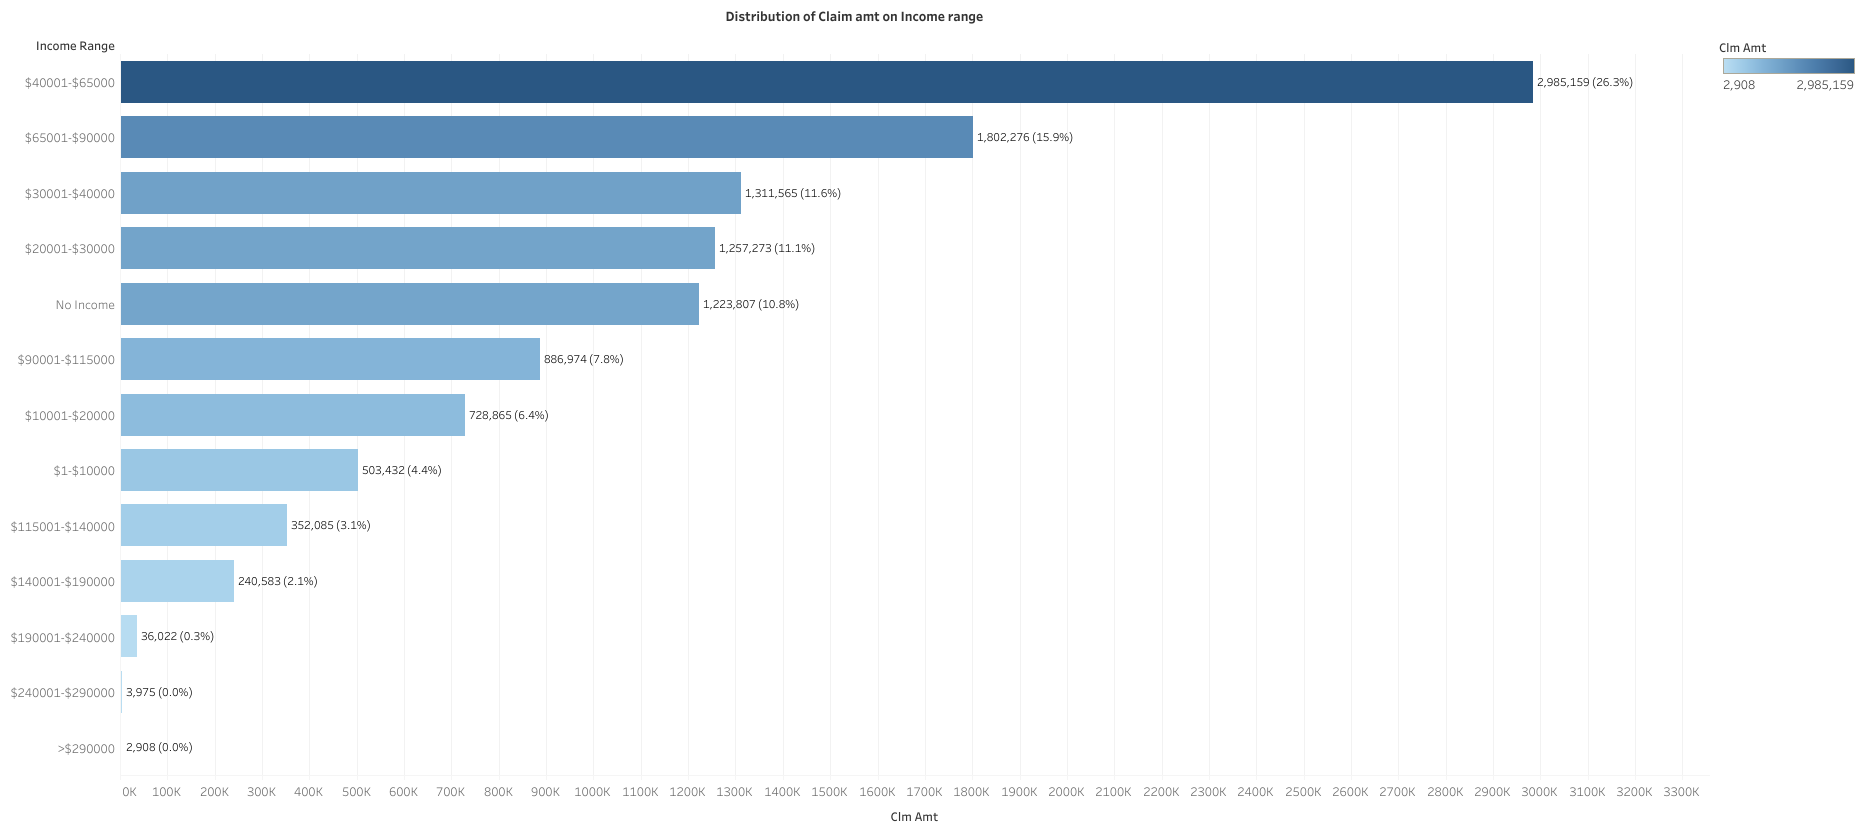 Distribution of Claim amt on Income range
Income Range
$40001-$65000 2,985,159 (26.3%)
$65001-$90000 1,802,276 (15.9%)
$30001-$40000 1,311,565 (11.6%)
$20001-$30000 1,257,273 (11.1%)
No Income 1,223,807 (10.8%)
$90001-$115000 886,974 (7.8%)
$10001-$20000 728,865 (6.4%)
$1-$10000 503,432 (4.4%)
$115001-$140000 352,085 (3.1%)
$140001-$190000 240,583 (2.1%)
$190001-$240000 36,022 (0.3%)
$240001-$290000 3,975 (0.0%)
>$290000 2,908 (0.0%)
0K 100K 200K 300K 400K 500K 600K 700K 800K 900K 1000K 1100K 1200K 1300K 1400K 1500K 1600K 1700K 1800K 1900K 2000K 2100K 2200K 2300K 2400K 2500K 2600K 2700K 2800K 2900K 3000K 3100K 3200K 3300K
Clm Amt
Clm Amt
2,908 2,985,159